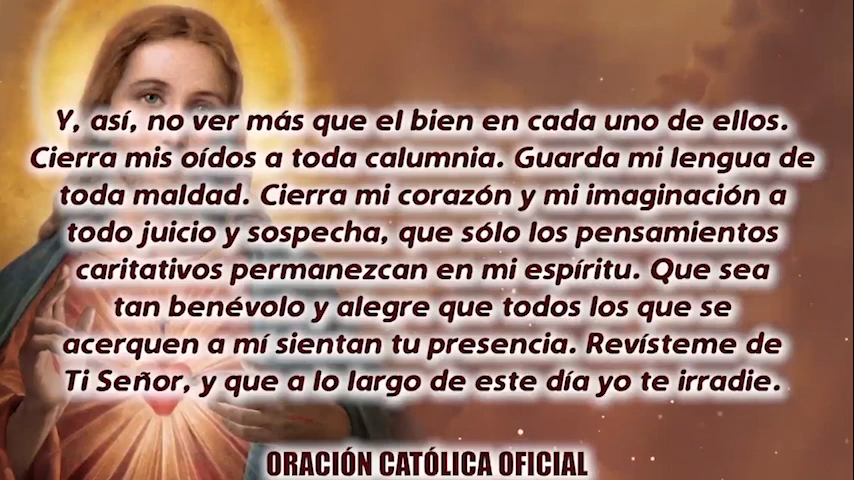 Y, así, no ver más que el bien en cada uno de ellos.
Cierra mis oídos a toda calumnia. Guarda mi lengua de
toda maldad. Cierra mi corazón y mi imaginación a
todo juicio y sospecha, que sólo los pensamientos
caritativos permanezcan en mi espíritu. Que sea
tan benévolo y alegre que todos los que se
acerquen a mí sientan tu presencia. Revísteme de
Ti Señor, y que a lo largo de este día yo te irradie.
ORACIÓN CATÓLICA OFICIAL